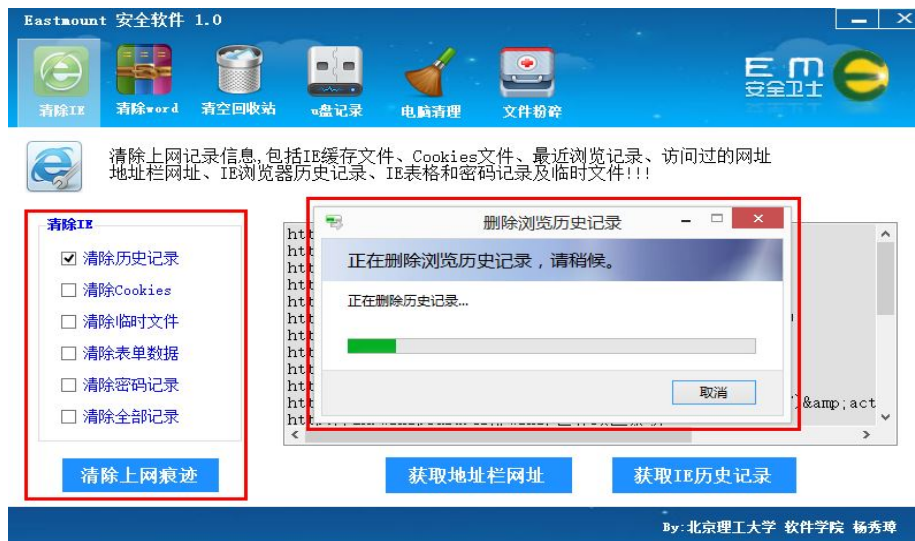 Eastmount 安全软件 1.0
清除IE
清除word
清空回收站
u盘记录
电脑清理
文件粉碎
EM
安全卫士
清除上网记录信息,包括IE缓存文件、Cookies文件、最近浏览记录、访问过的网址
地址栏网址、IE浏览器历史记录、IE表格和密码记录及临时文件!!!
清除IE
清除历史记录
清除Cookies
清除临时文件
清除表单数据
清除密码记录
清除全部记录
清除上网痕迹
删除浏览历史记录
正在删除浏览历史记录，请稍候。
正在删除历史记录...
取消
&amp;act
获取地址栏网址
获取IE历史记录
By:北京理工大学 软件学院 杨秀璋